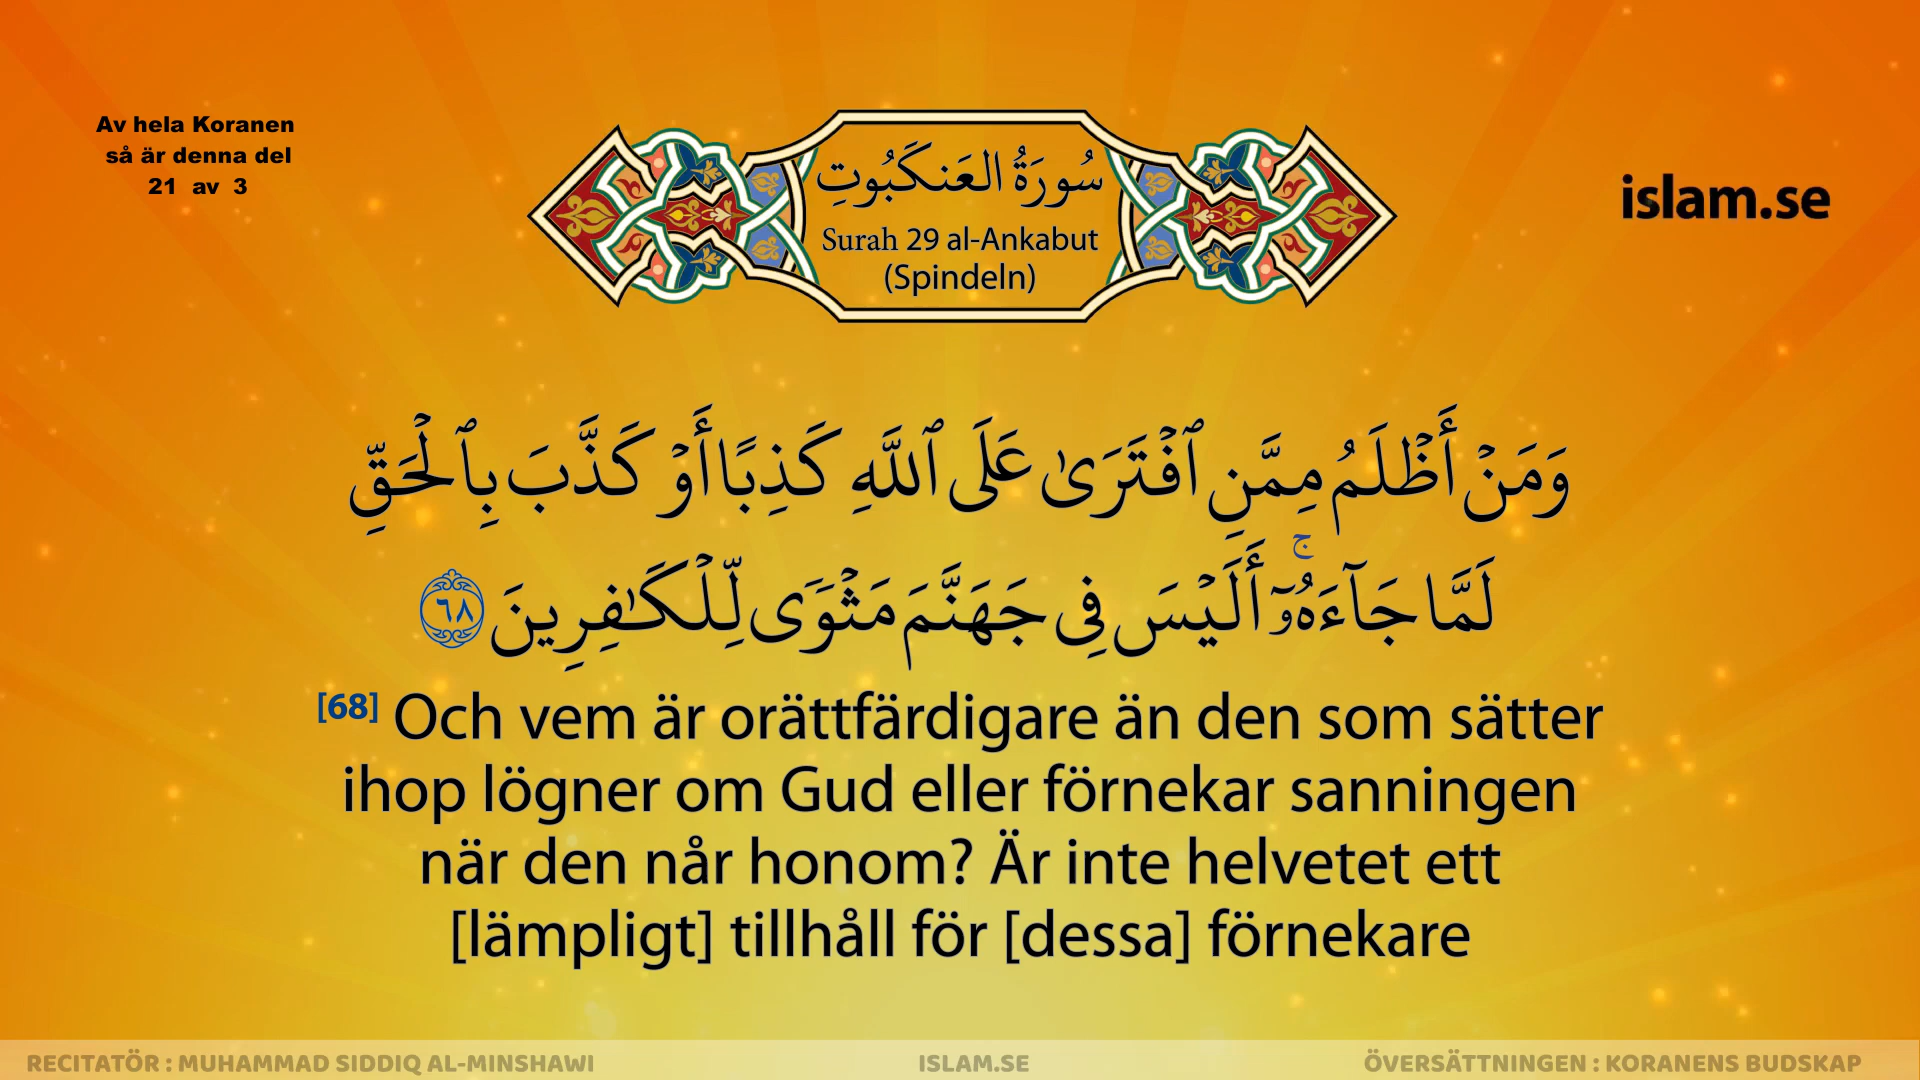 Av hela Koranen
så är denna del
21 av 3
سُورَةُ العَنكَبُوتِ
Surah 29 al-Ankabut
(Spindeln)
islam.se
وَمَنْ أَظْلَمُ مِمَّنِ ٱفْتَرَىٰ عَلَى ٱللَّهِ كَذِبًا أَوْ كَذَّبَ بِٱلْحَقِّ
لَمَّا جَآءَهُۥٓ ۚ أَلَيْسَ فِى جَهَنَّمَ مَثْوًۭى لِّلْكَـٰفِرِينَ ٦٨
[68] Och vem är orättfärdigare än den som sätter
ihop lögner om Gud eller förnekar sanningen
när den når honom? Är inte helvetet ett
[lämpligt] tillhåll för [dessa] förnekare
RECITATÖR : MUHAMMAD SIDDIQ AL-MINSHAWI
ISLAM.SE
ÖVERSÄTTNINGEN : KORANENS BUDSKAP